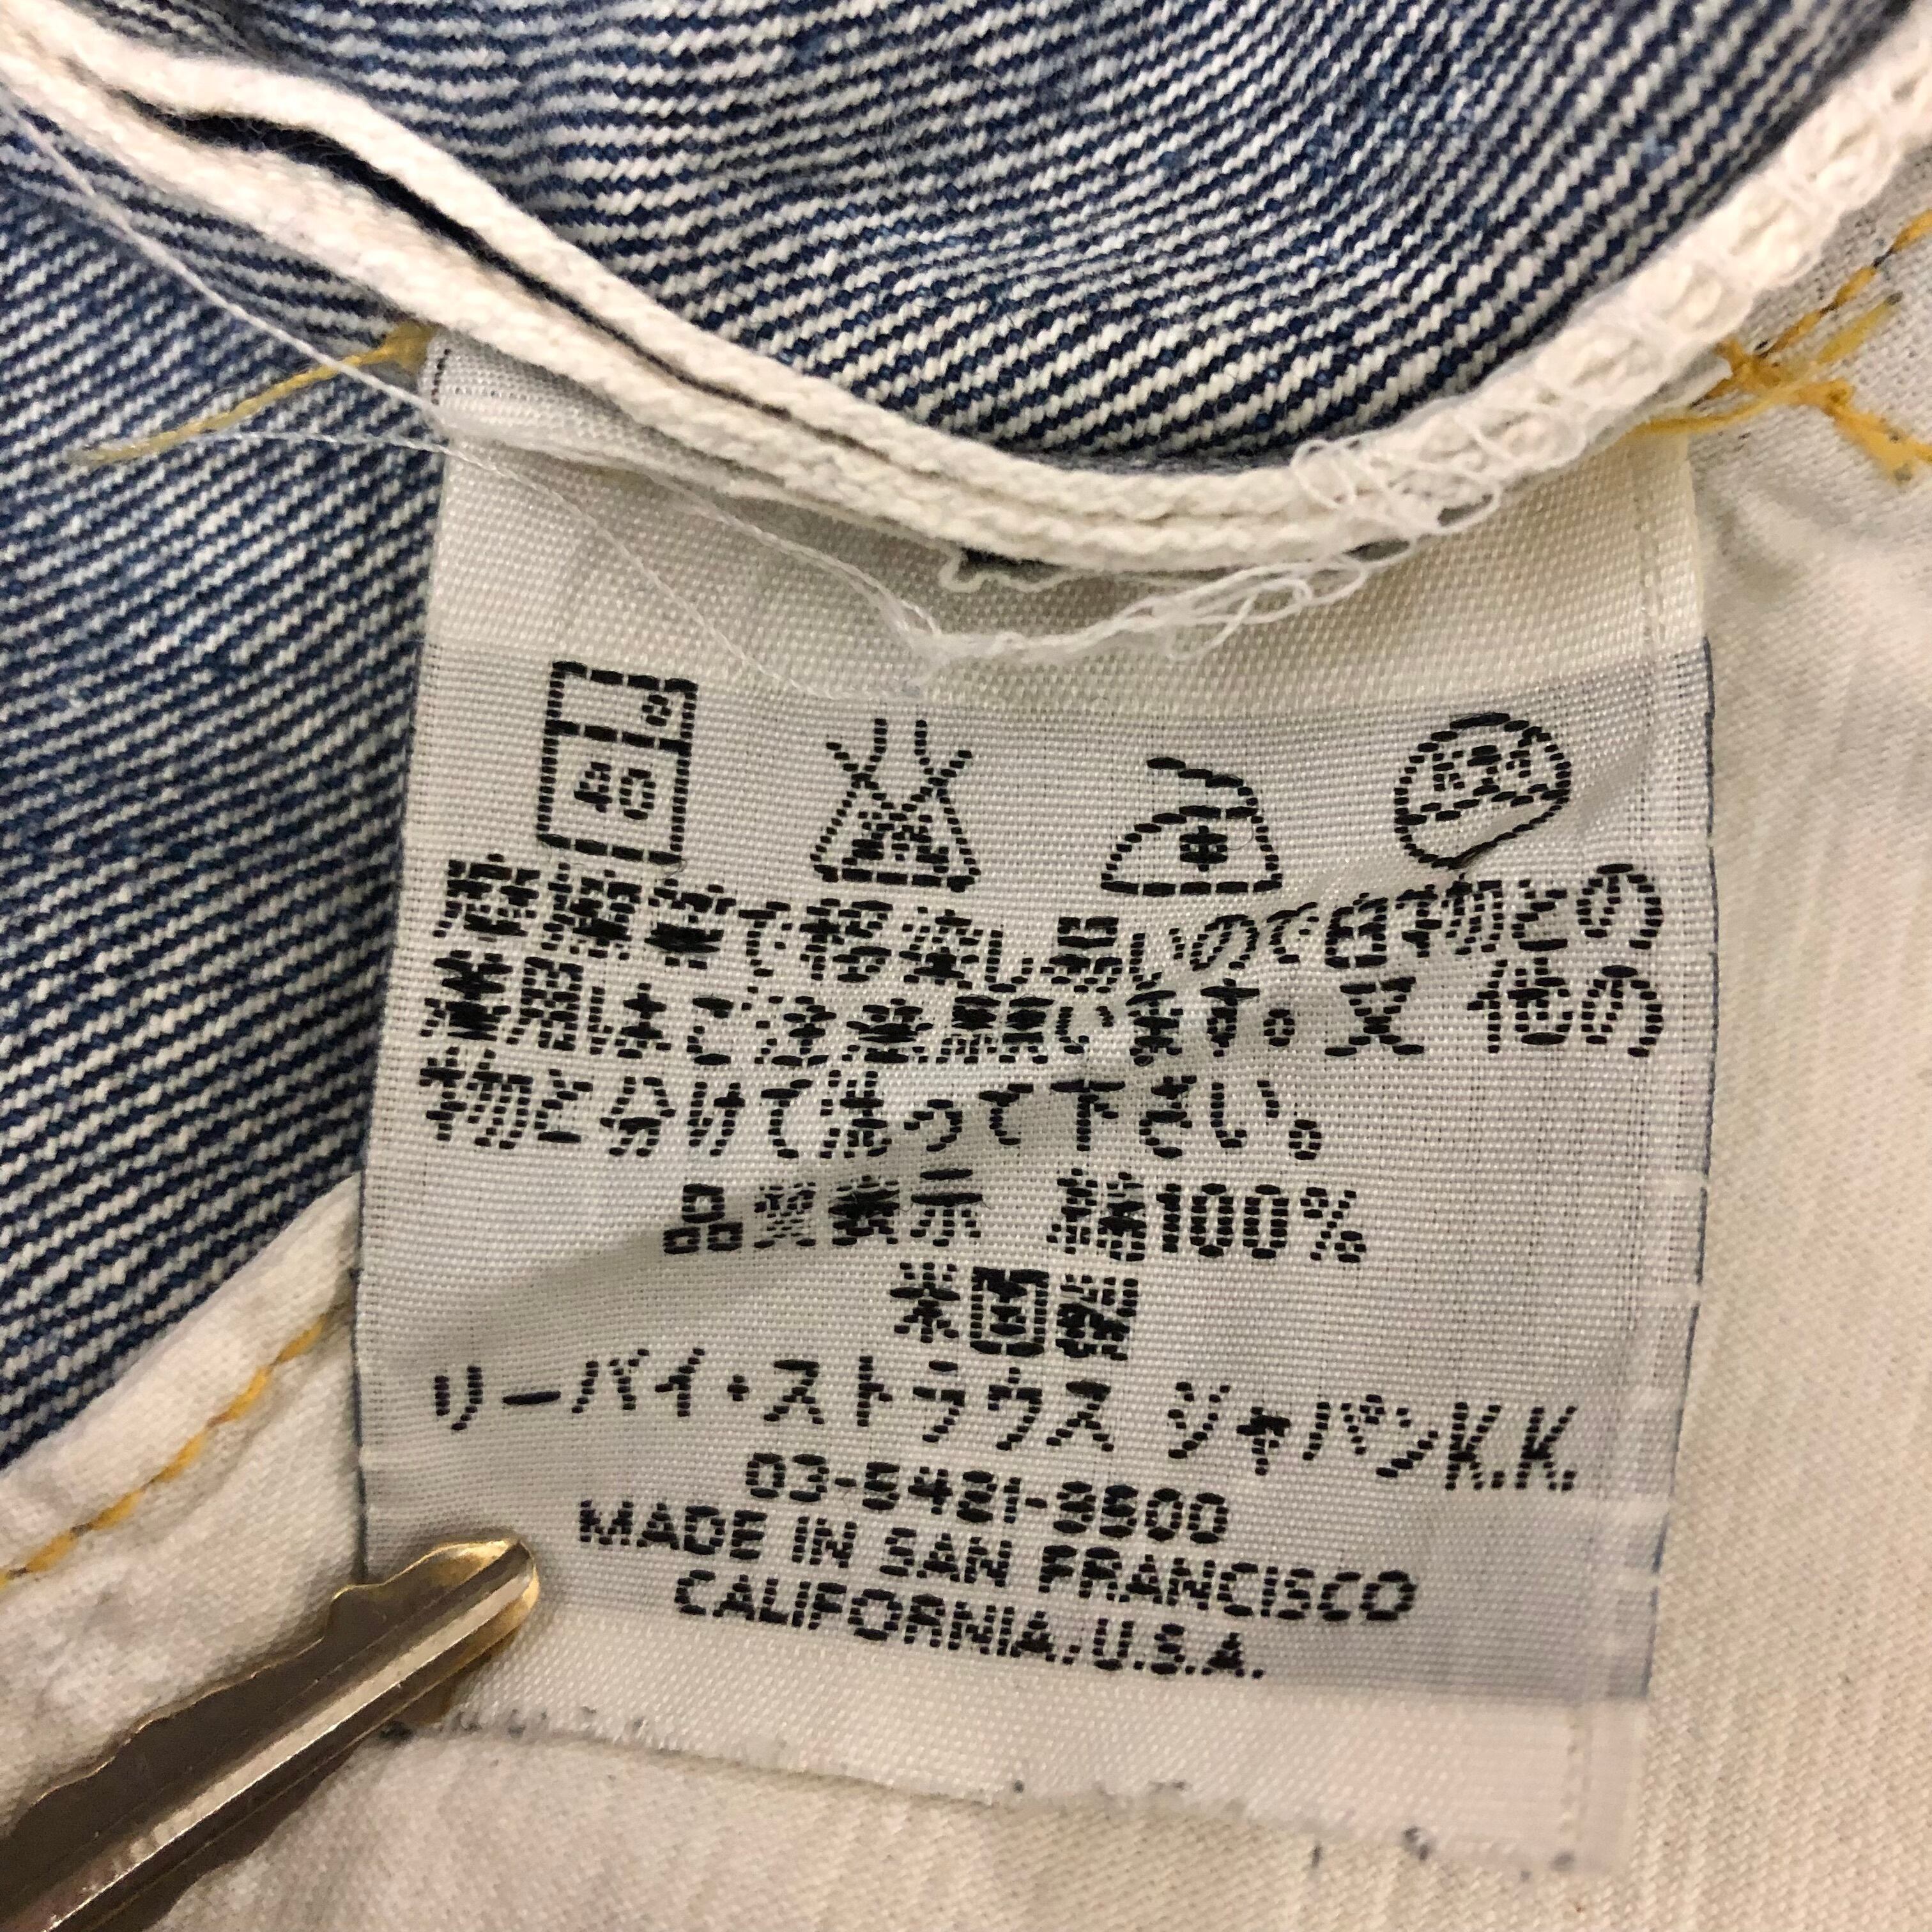 40
摩擦等で移染し易いので白物との
着用はご注意願います。又 他の
物と分けて洗って下さい。
品質表示 綿100%
米国製
リーバイ・ストラウス ジャパンK.K.
03-5421-9500
MADE IN SAN FRANCISCO
CALIFORNIA,U.S.A.